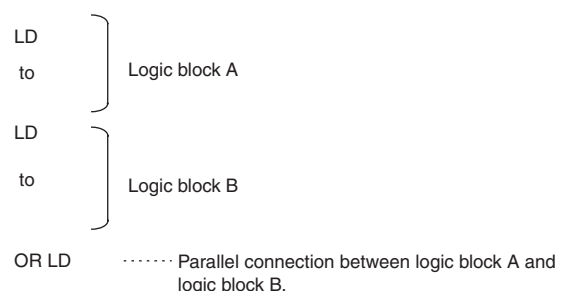 LD
to
Logic block A
LD
to
Logic block B
OR LD ······· Parallel connection between logic block A and
logic block B.